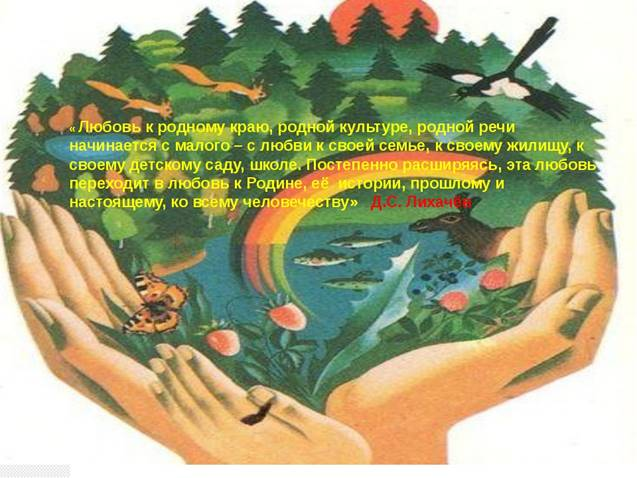 « Любовь к родному краю, родной культуре, родной речи
начинается с малого – с любви к своей семье, к своему жилищу, к
своему детскому саду, школе. Постепенно расширяясь, эта любовь
переходит в любовь к Родине, её истории, прошлому и
настоящему, ко всему человечеству» Д.С. Лихачёв